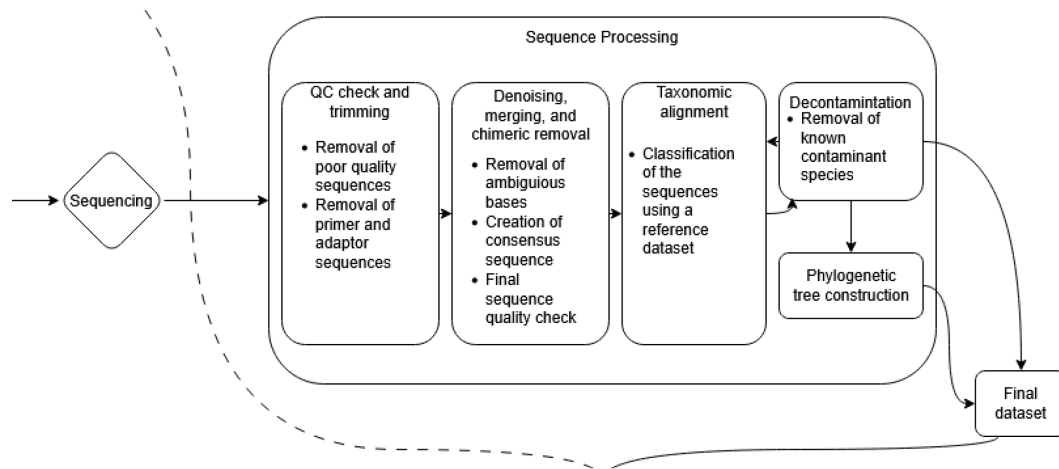 Sequence Processing
Sequencing
QC check and
trimming
• Removal of
poor quality
sequences
• Removal of
primer and
adaptor
sequences
Denoising,
merging, and
chimeric removal
• Removal of
ambiguious
bases
• Creation of
consensus
sequence
• Final
sequence
quality check
Taxonomic
alignment
• Classification
of the
sequences
using a
reference
dataset
Decontamintation
• Removal of
known
contaminant
species
Phylogenetic
tree construction
Final
dataset